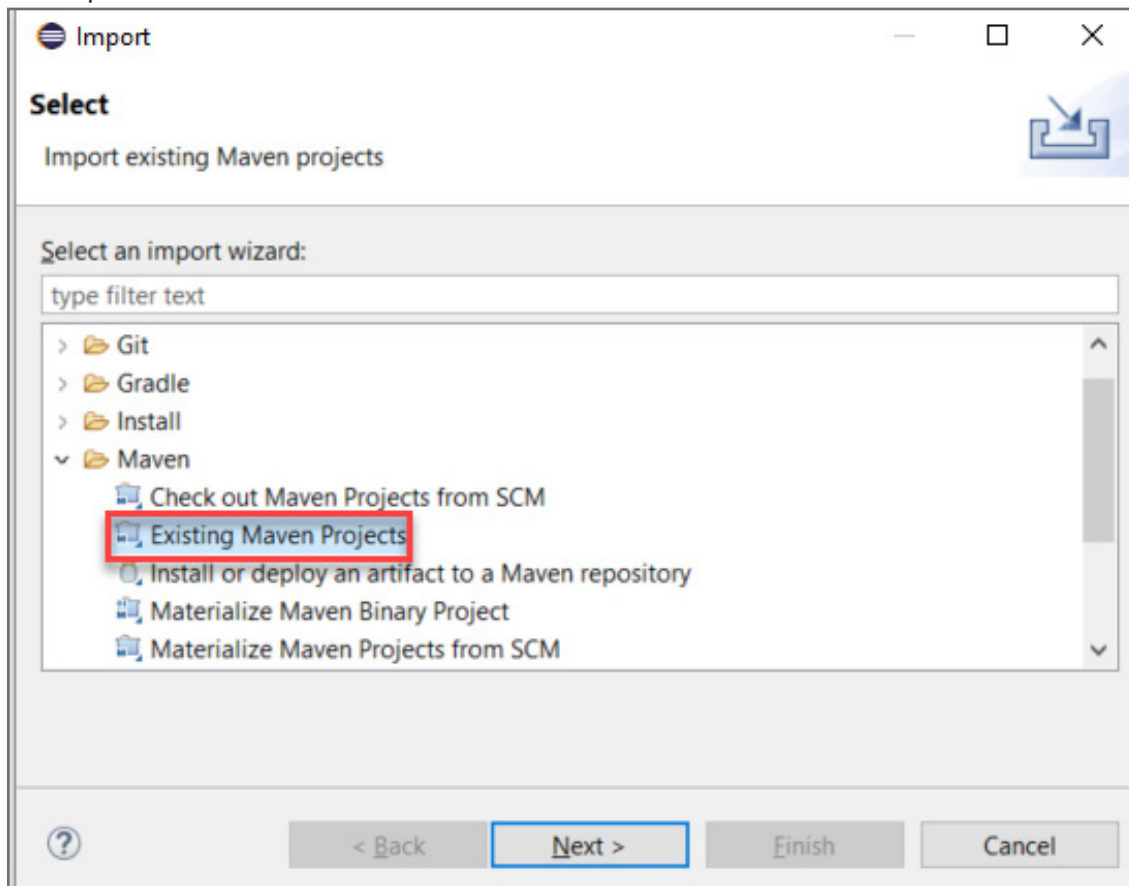 Import
Select
Import existing Maven projects
Select an import wizard:
type filter text
Git
Gradle
Install
Maven
Check out Maven Projects from SCM
Existing Maven Projects
Install or deploy an artifact to a Maven repository
Materialize Maven Binary Project
Materialize Maven Projects from SCM
? < Back Next > Finish Cancel